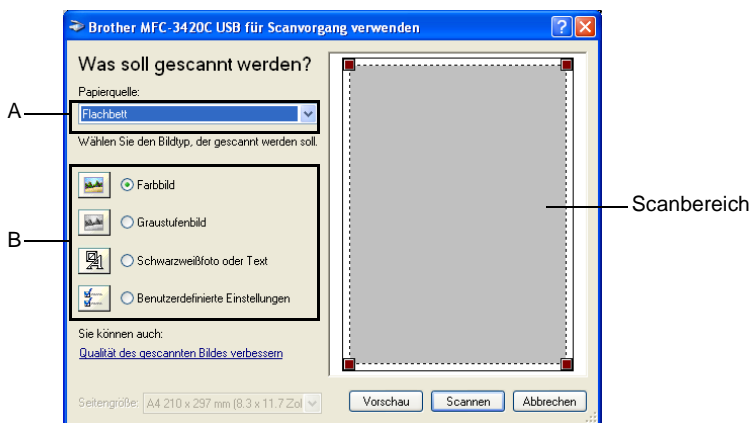 Brother MFC-3420C USB für Scanvorgang verwenden
Was soll gescannt werden?
Papierquelle:
A
Flachbett
Wählen Sie den Bildtyp, der gescannt werden soll.
B
Farbbild
Graustufenbild
Schwarzweißfoto oder Text
Benutzerdefinierte Einstellungen
Sie können auch:
Qualität des gescannten Bildes verbessern
Seitengröße: A4 210 x 297 mm (8.3 x 11.7 Zol
Scanbereich
Vorschau Scannen Abbrechen